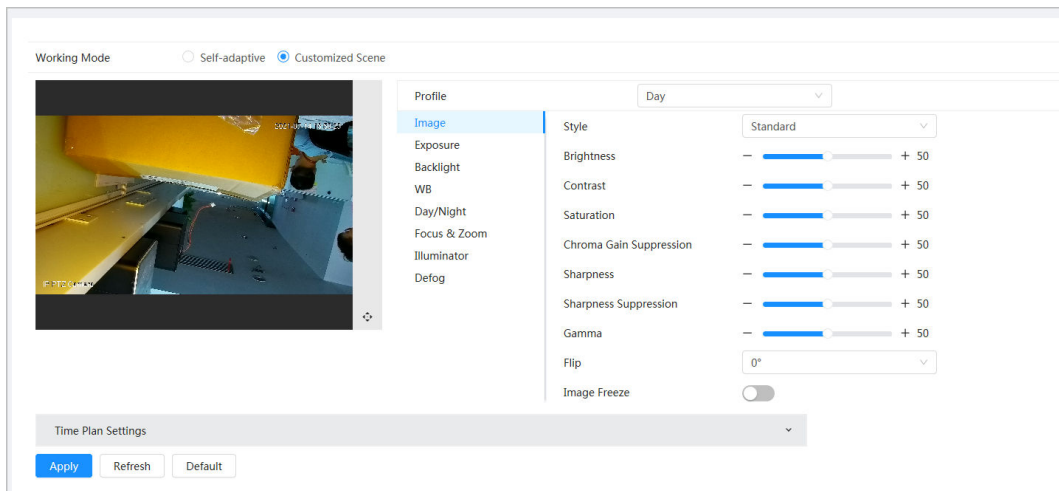 Working Mode Self-adaptive Customized Scene
Profile Day
Image
Exposure
Backlight
WB
Day/Night
Focus & Zoom
Illuminator
Defog
Style Standard
Brightness − + 50
Contrast − + 50
Saturation − + 50
Chroma Gain Suppression − + 50
Sharpness − + 50
Sharpness Suppression − + 50
Gamma − + 50
Flip 0°
Image Freeze
Time Plan Settings
Apply Refresh Default